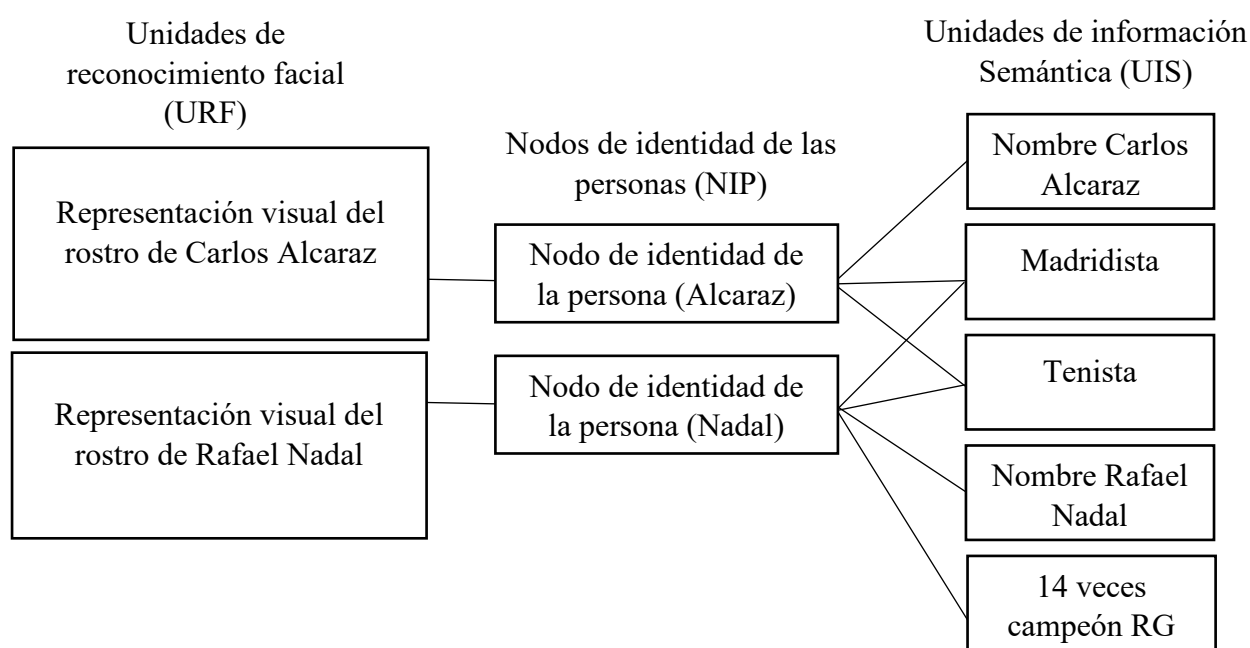 Unidades de
reconocimiento facial
(URF)
Representación visual del
rostro de Carlos Alcaraz
Representación visual del
rostro de Rafael Nadal
Nodos de identidad de las
personas (NIP)
Nodo de identidad de
la persona (Alcaraz)
Nodo de identidad de
la persona (Nadal)
Unidades de información
Semántica (UIS)
Nombre Carlos
Alcaraz
Madridista
Tenista
Nombre Rafael
Nadal
14 veces
campeón RG